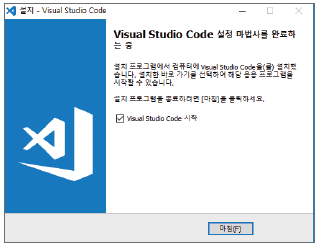 설치 - Visual Studio Code
Visual Studio Code 설정 마법사를 완료하
는 중
설치 프로그램에서 컴퓨터에 Visual Studio Code을(를) 설치했
습니다. 설치한 바로 가기를 선택하여 해당 응용 프로그램을
시작할 수 있습니다.
설치 프로그램을 종료하려면 [마침]을 클릭하세요.
Visual Studio Code 시작
마침(F)